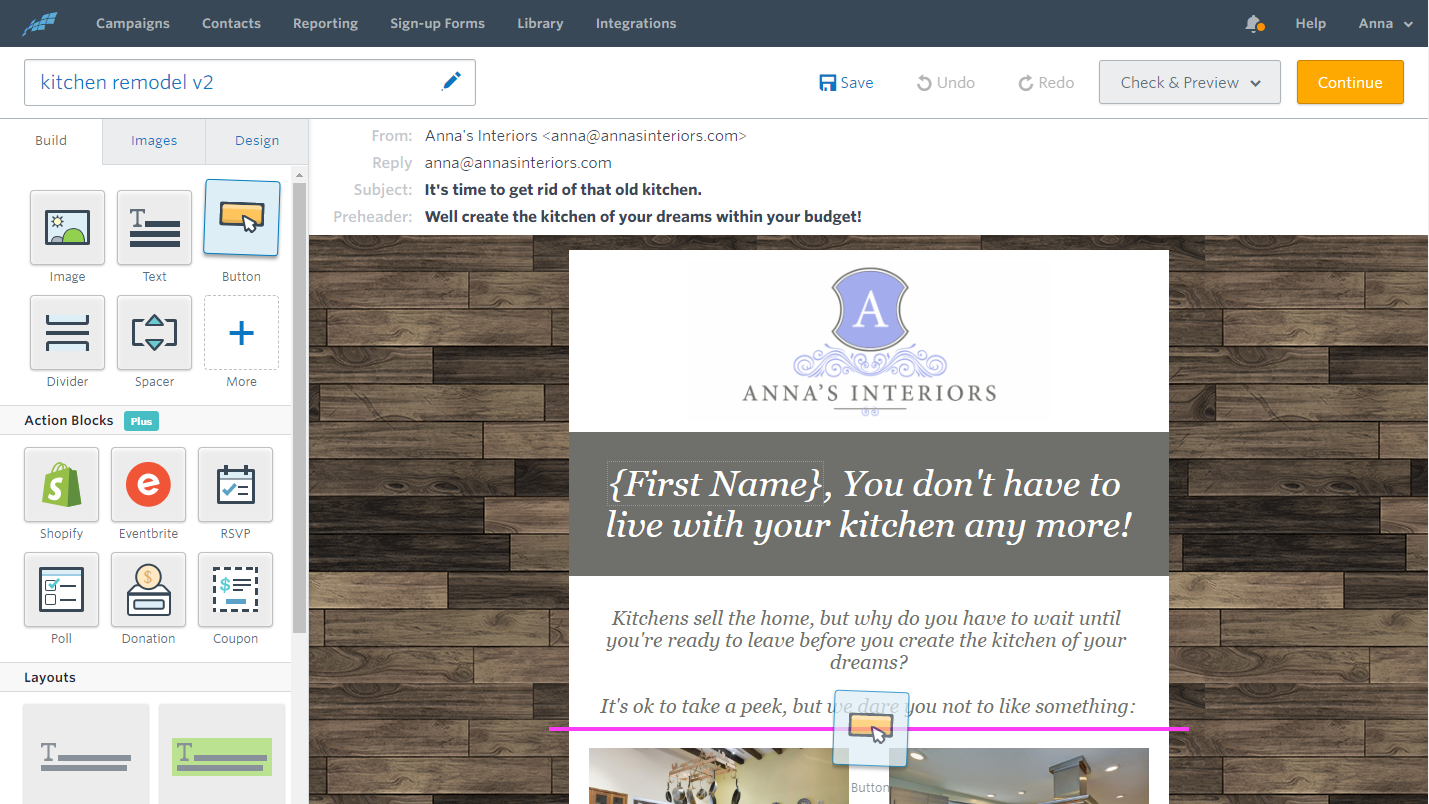 Campaigns Contacts Reporting Sign-up Forms Library Integrations Help Anna
kitchen remodel v2 Save Undo Redo Check & Preview Continue
Build Images Design
From: Anna's Interiors <anna@annasinteriors.com>
Reply anna@annasinteriors.com
Subject: It's time to get rid of that old kitchen.
Preheader: Well create the kitchen of your dreams within your budget!
Image Text Button
Divider Spacer More
Action Blocks Plus
Shopify Eventbrite RSVP
Poll Donation Coupon
Layouts
A
ANNA'S INTERIORS
{First Name}, You don't have to
live with your kitchen any more!
Kitchens sell the home, but why do you have to wait until
you're ready to leave before you create the kitchen of your
dreams?
It's ok to take a peek, but we dare you not to like something:
Button